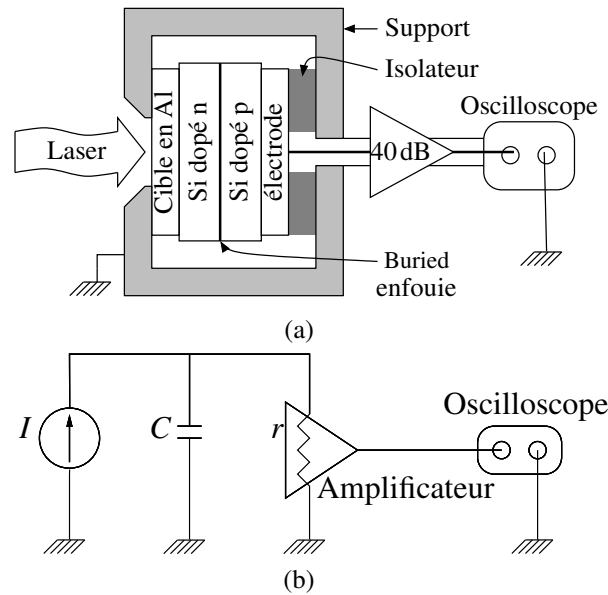 Support
Isolateur
Oscilloscope
Laser
Cible en Al
Si dopé n
Si dopé p
électrode
40 dB
Buried
enfouie
(a)
I
C
r
Oscilloscope
Amplificateur
(b)